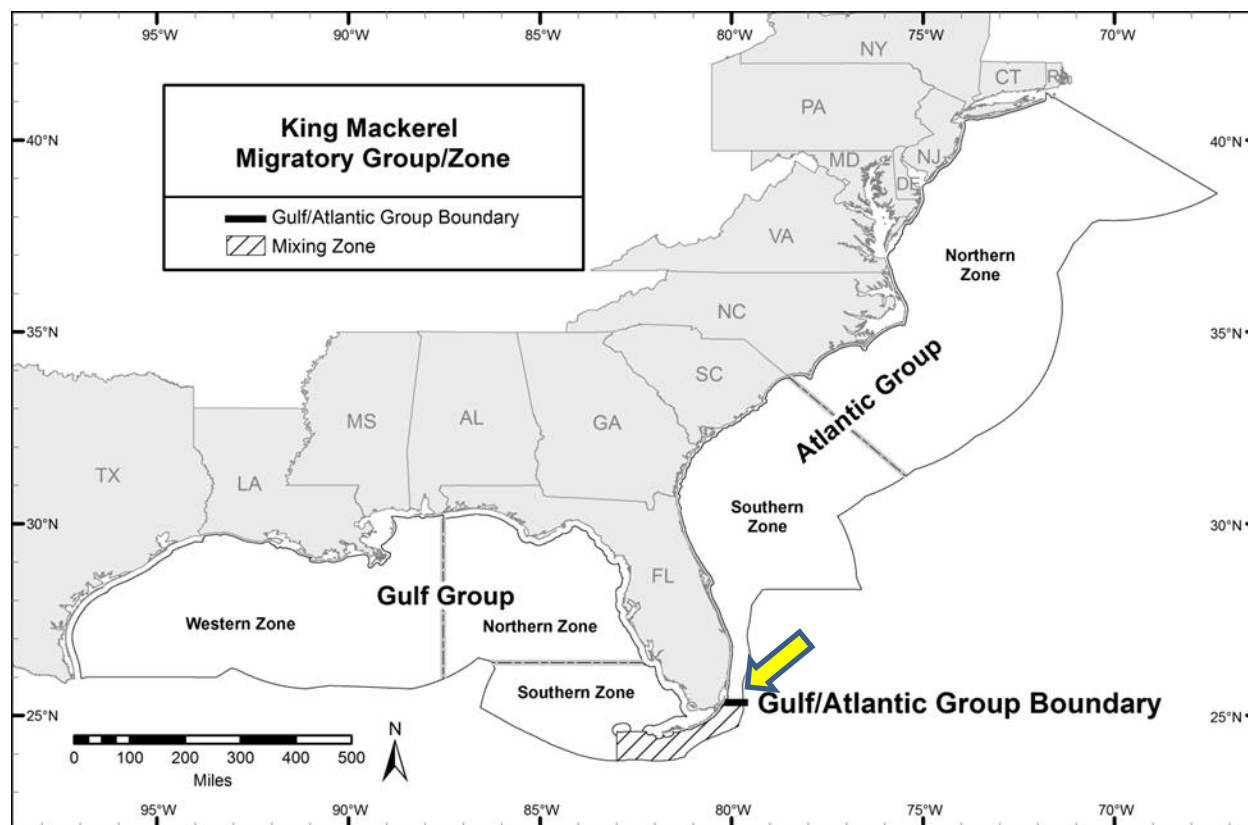 95°W 90°W 85°W 80°W 75°W 70°W
NY
CT
RI
PA
King Mackerel
Migratory Group/Zone
40°N
40°N
NJ
MD
DE
Gulf/Atlantic Group Boundary
Mixing Zone
VA
Northern
Zone
NC
35°N
35°N
Atlantic Group
SC
MS
AL
GA
TX
LA
30°N
30°N
Southern
Zone
FL
Gulf Group
Western Zone
Northern Zone
Southern Zone
Gulf/Atlantic Group Boundary
25°N
25°N
N
0 100 200 300 400 500
Miles
95°W 90°W 85°W 80°W 75°W 70°W